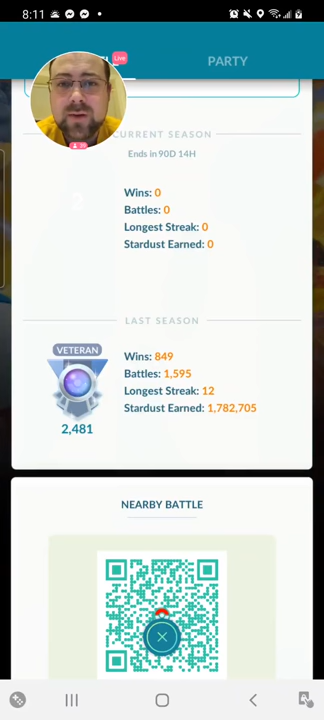 8:11
Live
PARTY
CURRENT SEASON
Ends in 90D 14H
Wins: 0
Battles: 0
Longest Streak: 0
Stardust Earned: 0
LAST SEASON
VETERAN
2,481
Wins: 849
Battles: 1,595
Longest Streak: 12
Stardust Earned: 1,782,705
NEARBY BATTLE